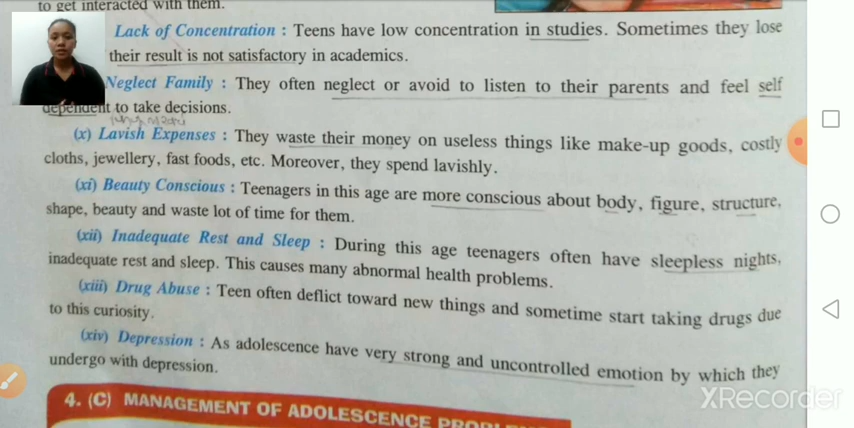 to get interacted with them.
Lack of Concentration : Teens have low concentration in studies. Sometimes they lose
their result is not satisfactory in academics.
Neglect Family : They often neglect or avoid to listen to their parents and feel self
dependent to take decisions.
(x) Lavish Expenses : They waste their money on useless things like make-up goods, costly
cloths, jewellery, fast foods, etc. Moreover, they spend lavishly.
(xi) Beauty Conscious : Teenagers in this age are more conscious about body, figure, structure,
shape, beauty and waste lot of time for them.
(xii) Inadequate Rest and Sleep : During this age teenagers often have sleepless nights,
inadequate rest and sleep. This causes many abnormal health problems.
(xiii) Drug Abuse : Teen often deflict toward new things and sometime start taking drugs due
to this curiosity.
(xiv) Depression : As adolescence have very strong and uncontrolled emotion by which they
undergo with depression.
4. (C) MANAGEMENT OF ADOLESCENCE
XRecorder